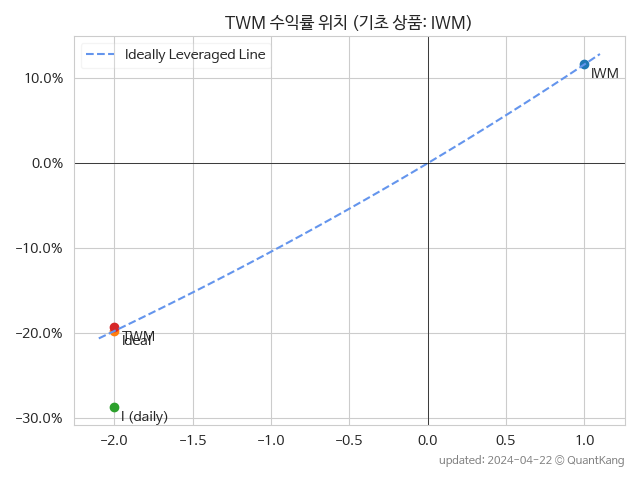 TWM 수익률 위치 (기초 상품: IWM)
Ideally Leveraged Line
10.0%
0.0%
−10.0%
−20.0%
−30.0%
IWM
TWM
Ideal
I (daily)
−2.0
−1.5
−1.0
−0.5
0.0
0.5
1.0
updated: 2024-04-22 © QuantKang